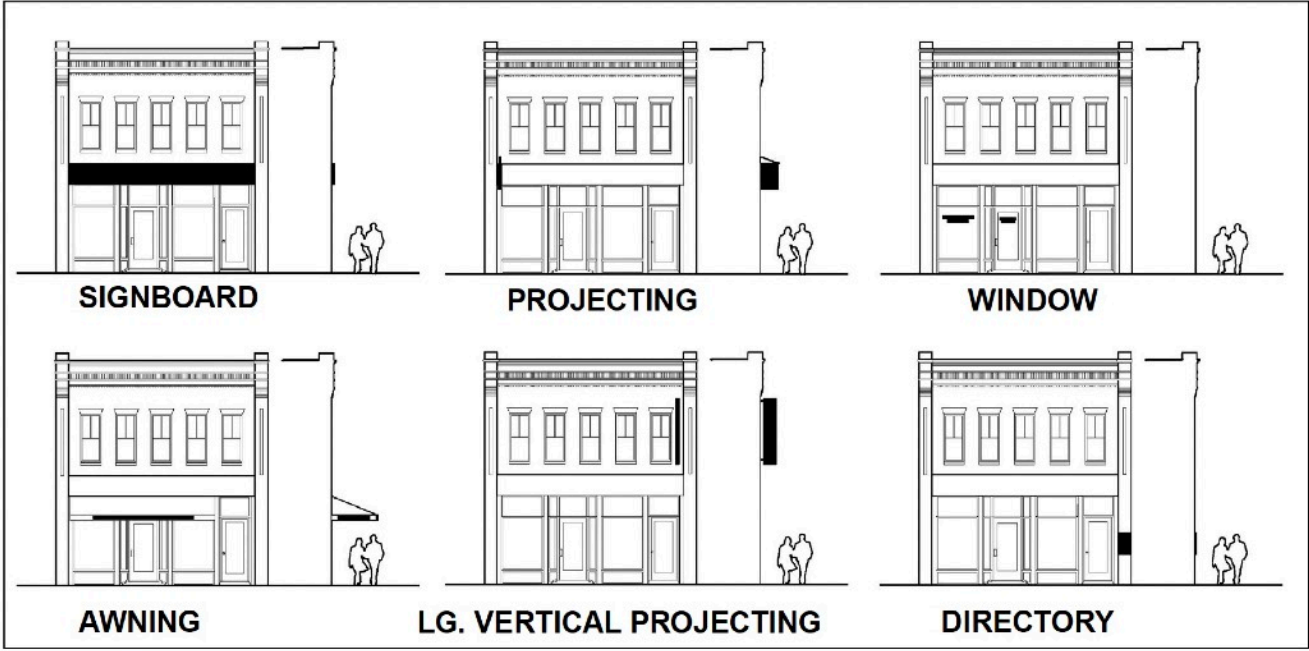 SIGNBOARD
PROJECTING
WINDOW
AWNING
LG. VERTICAL PROJECTING
DIRECTORY